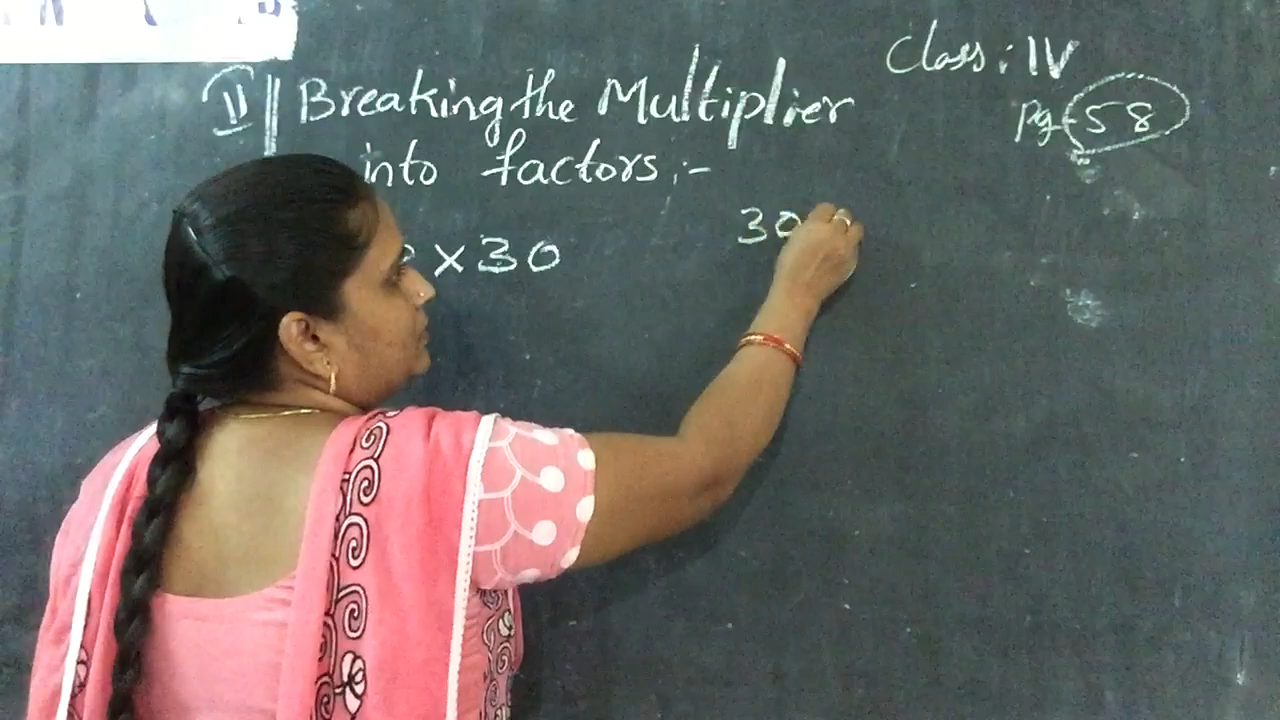 Class : IV
II Breaking the Multiplier
Pg - 58
into factors :-
x 30
30